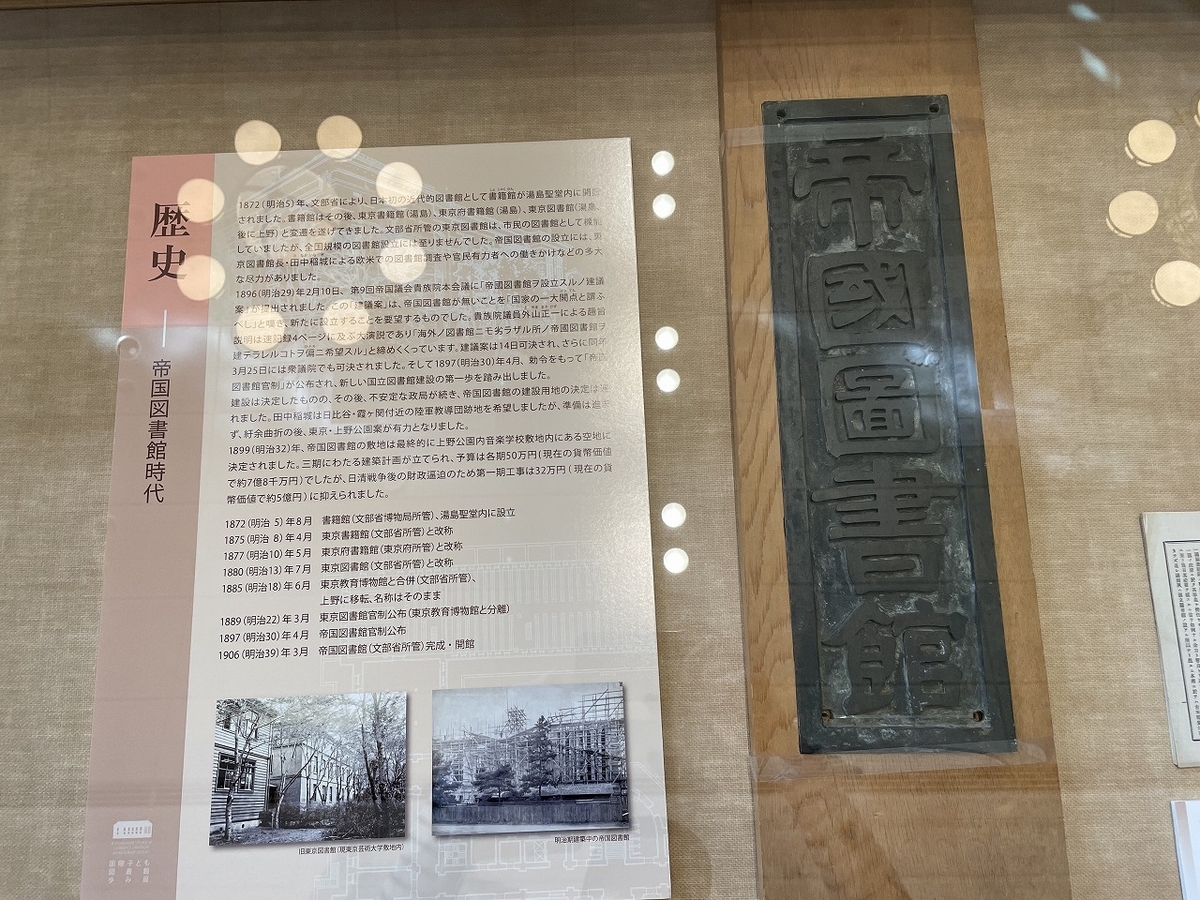 歴史
帝国図書館時代
1872(明治5)年、文部省により、日本初の近代的図書館として書籍館が湯島聖堂内に開設
されました。書籍館はその後、東京書籍館(湯島)、東京府書籍館(湯島)、東京図書館(湯島、
後に上野)と変遷を遂げてきました。文部省所管の東京図書館は、市民の図書館として機能
していましたが、全国規模の図書館設立には至りませんでした。帝国図書館の設立には、東
京図書館長・田中稲城による欧米での図書館調査や官民有力者への働きかけなどの多大
な尽力がありました。
1896(明治29)年2月10日、第9回帝国議会貴族院本会議に「帝國図書館ヲ設立スルノ建議
案」が提出されました。この「建議案」は、帝国図書館が無いことを「国家の一大闕点と謂ふ
べし」と嘆き、新たに設立することを要望するものでした。貴族院議員外山正一による趣旨
説明は速記録4ページに及ぶ大演説であり「海外ノ図書館ニモ劣ラザル所ノ帝國図書館ヲ
建テラレルコトヲ偏ニ希望スル」と締めくくっています。建議案は14日可決され、さらに同年
3月25日には衆議院でも可決されました。そして1897(明治30)年4月、勅令をもって「帝国
図書館官制」が公布され、新しい国立図書館建設の第一歩を踏み出しました。
建設は決定したものの、その後、不安定な政局が続き、帝国図書館の建設用地の決定は遅
れました。田中稲城は日比谷・霞ヶ関付近の陸軍教導団跡地を希望しましたが、準備は進ま
ず、紆余曲折の後、東京・上野公園案が有力となりました。
1899(明治32)年、帝国図書館の敷地は最終的に上野公園内音楽学校敷地内にある空地に
決定されました。三期にわたる建築計画が立てられ、予算は各期50万円(現在の貨幣価値
で約7億8千万円)でしたが、日清戦争後の財政逼迫のため第一期工事は32万円(現在の貨
幣価値で約5億円)に抑えられました。
1872(明治 5)年8月 書籍館(文部省博物局所管)、湯島聖堂内に設立
1875(明治 8)年4月 東京書籍館(文部省所管)と改称
1877(明治10)年5月 東京府書籍館(東京府所管)と改称
1880(明治13)年7月 東京図書館(文部省所管)と改称
1885(明治18)年6月 東京教育博物館と合併(文部省所管)、
上野に移転、名称はそのまま
1889(明治22)年3月 東京図書館官制公布(東京教育博物館と分離)
1897(明治30)年4月 帝国図書館官制公布
1906(明治39)年3月 帝国図書館(文部省所管)完成・開館
旧東京図書館(現東京芸術大学敷地内)
明治期建築中の帝国図書館
帝國圖書館